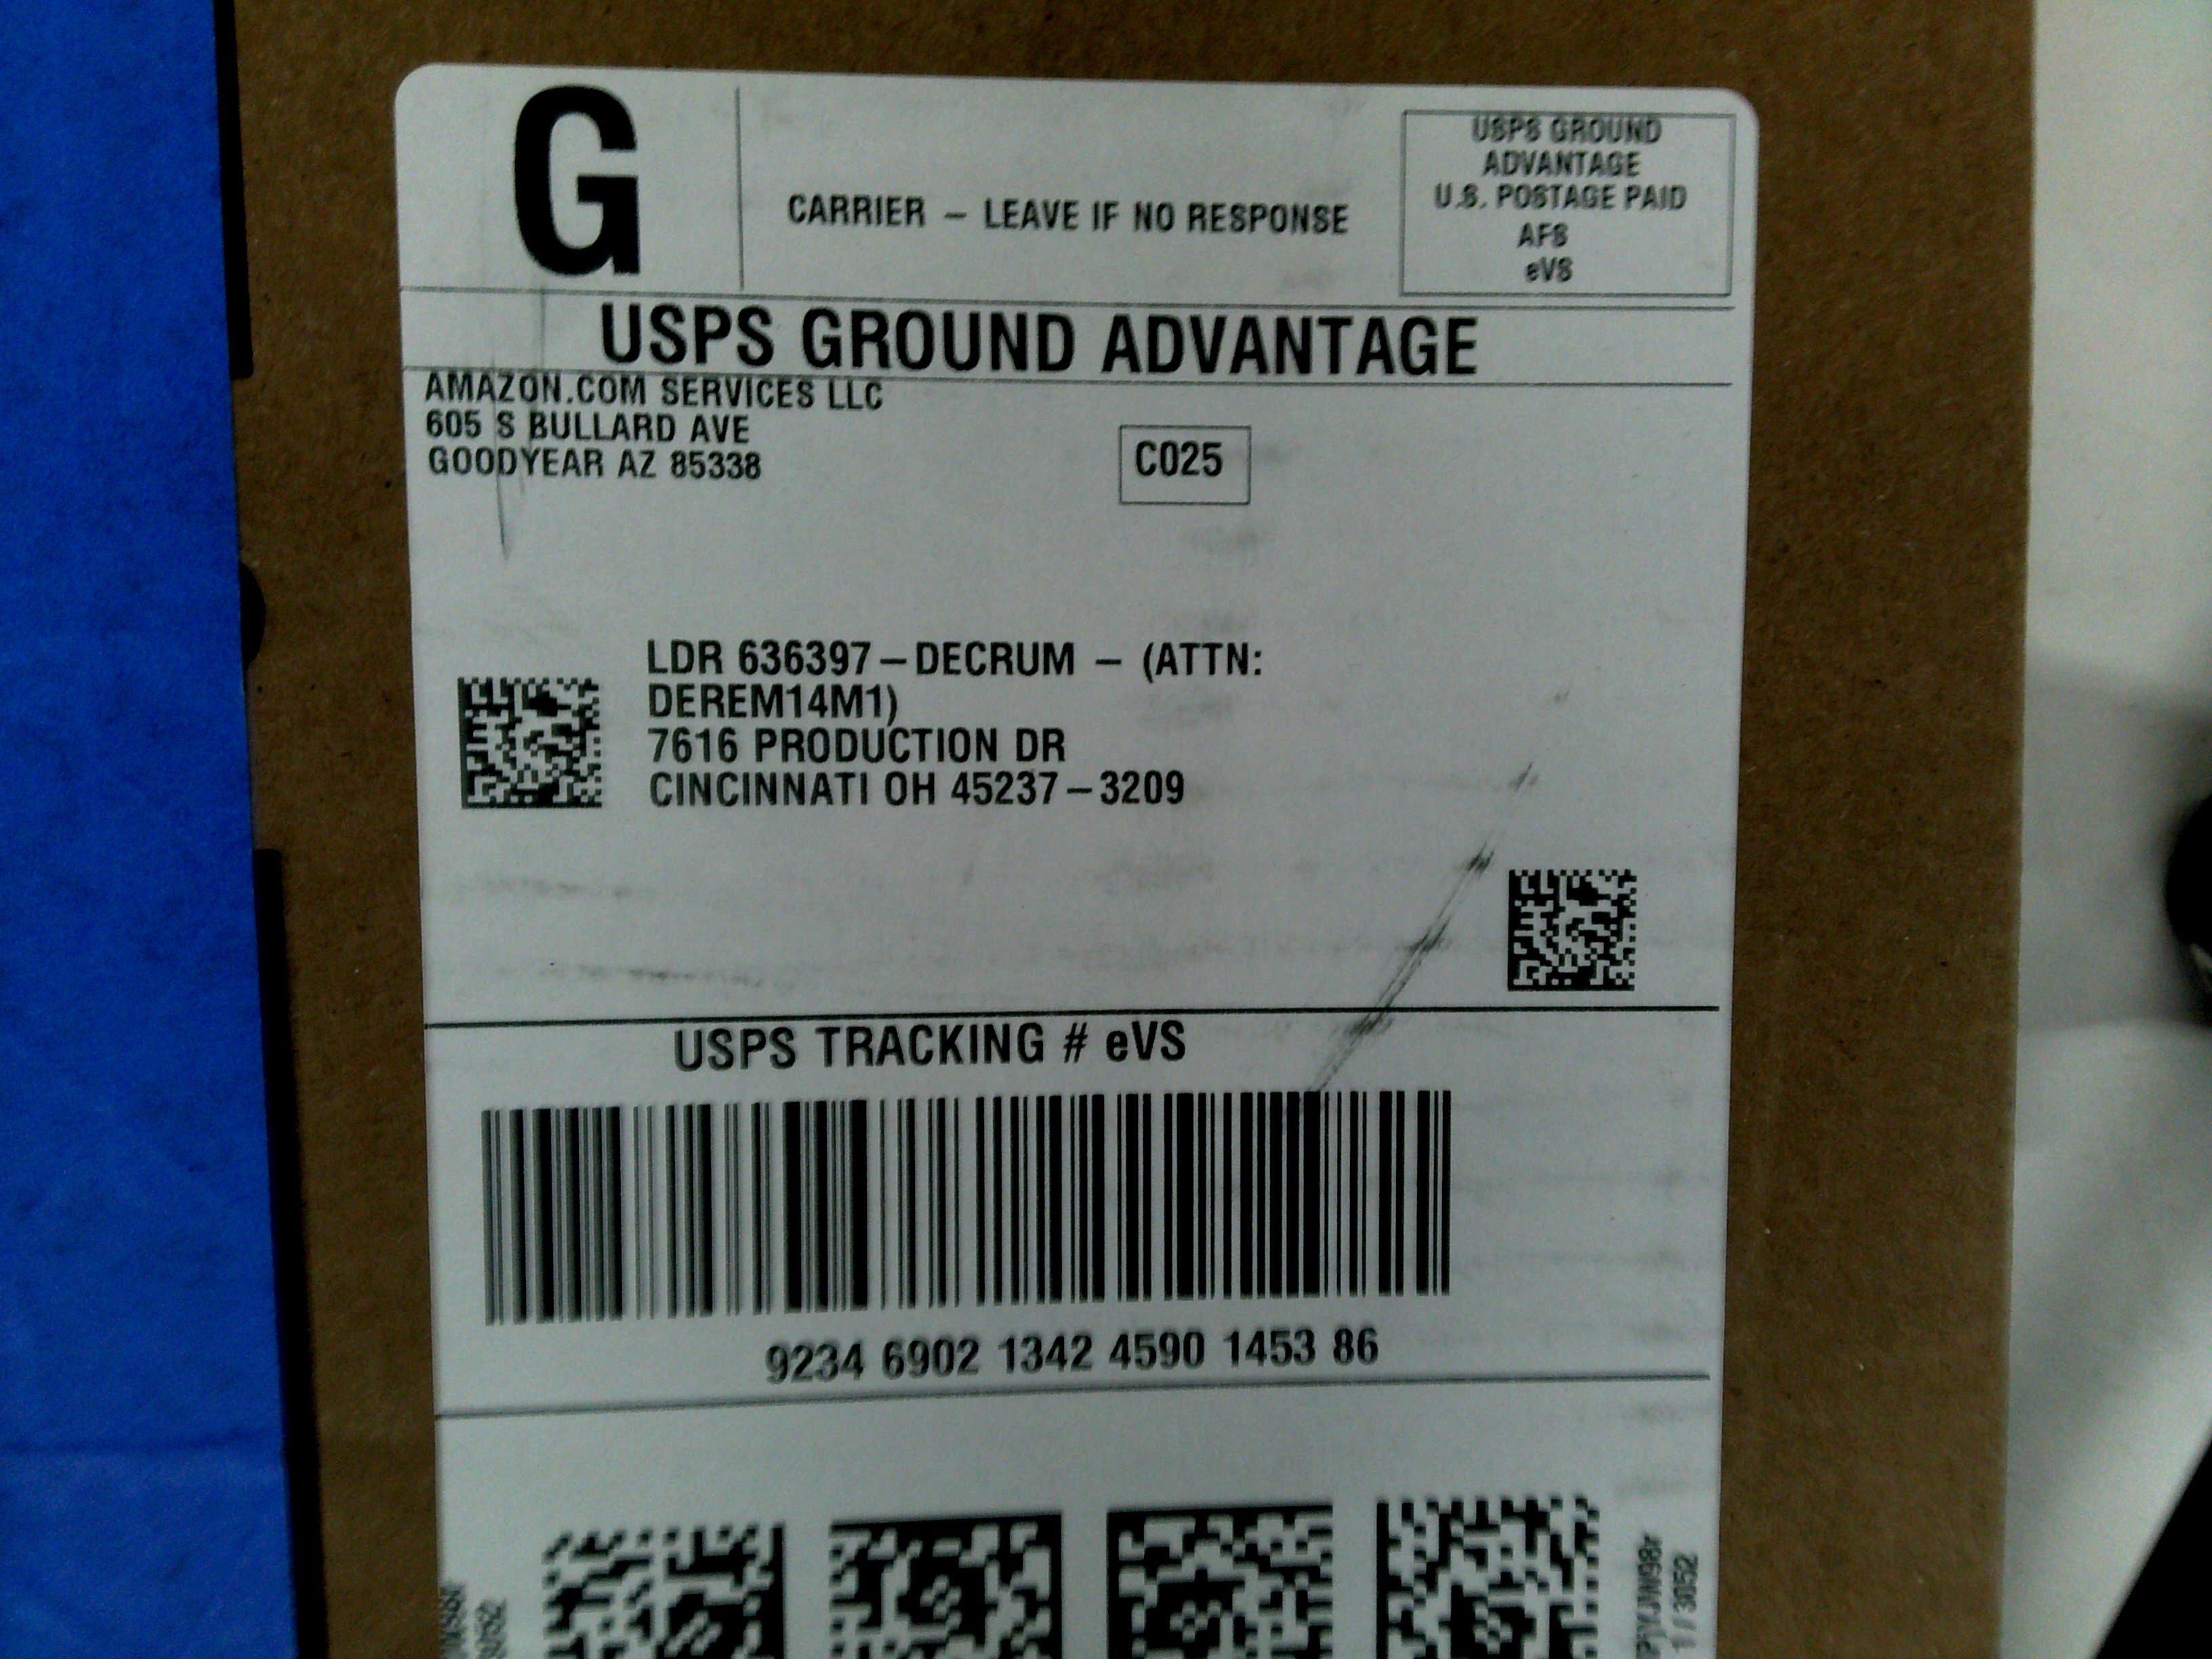 G
CARRIER – LEAVE IF NO RESPONSE
USPS GROUND
ADVANTAGE
U.S. POSTAGE PAID
AFS
eVS
USPS GROUND ADVANTAGE
AMAZON.COM SERVICES LLC
605 S BULLARD AVE
GOODYEAR AZ 85338
C025
LDR 636397–DECRUM – (ATTN:
DEREM14M1)
7616 PRODUCTION DR
CINCINNATI OH 45237–3209
USPS TRACKING # eVS
9234 6902 1342 4590 1453 86
1 / 3052